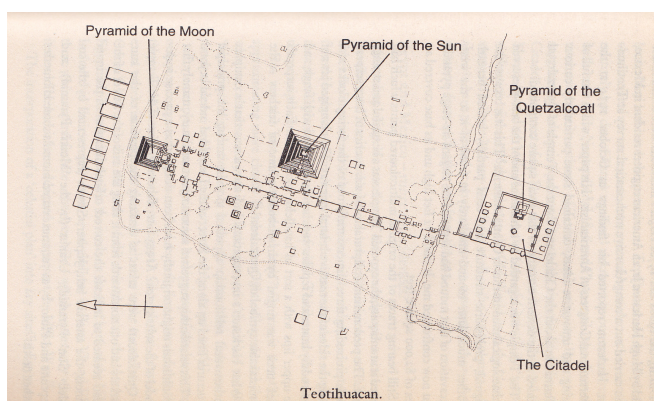 Pyramid of the Moon
Pyramid of the Sun
Pyramid of the
Quetzalcoatl
The Citadel
Teotihuacan.